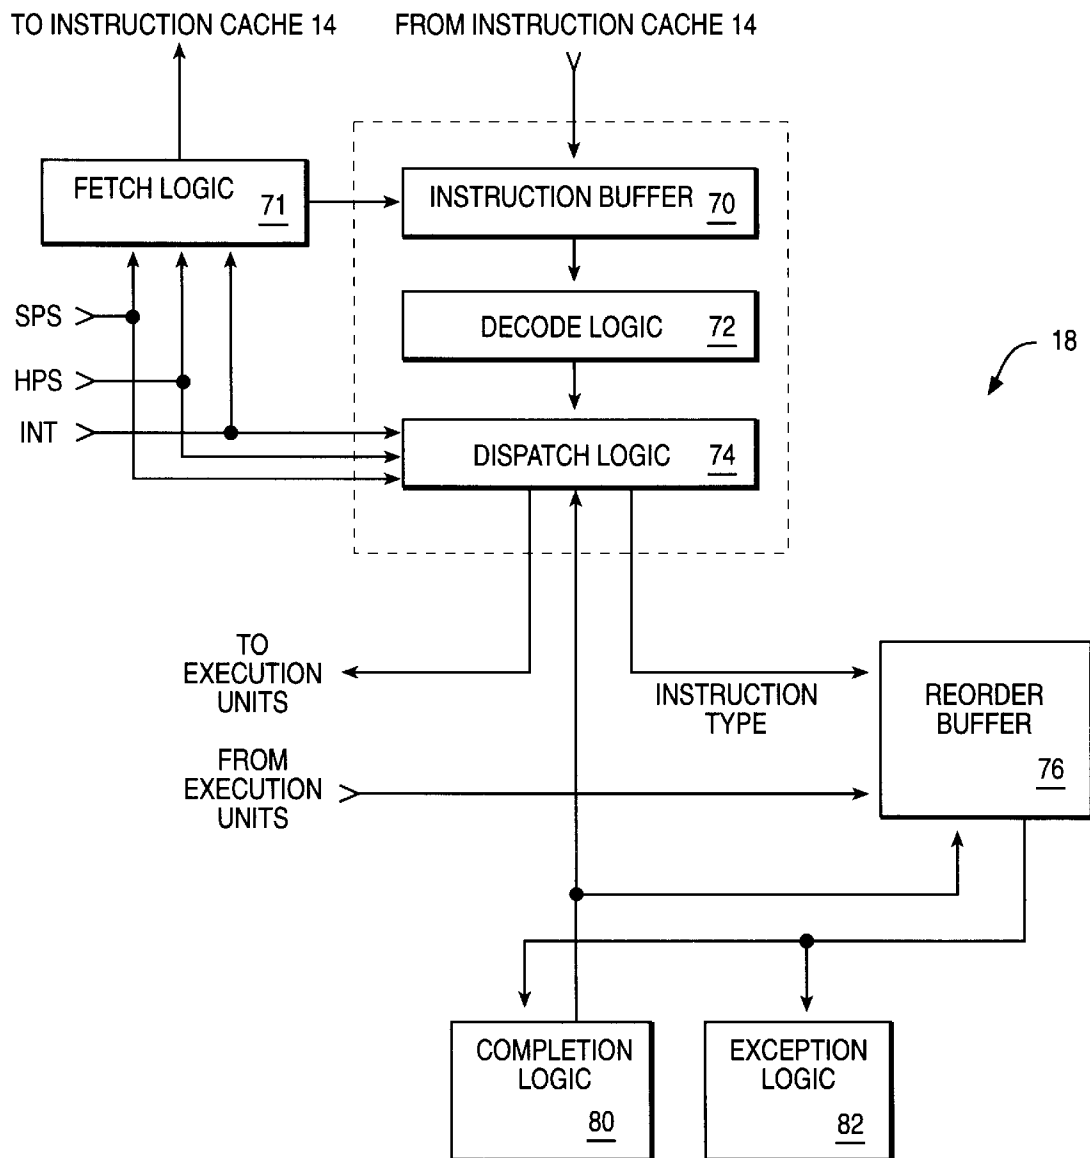 TO INSTRUCTION CACHE 14
FROM INSTRUCTION CACHE 14
FETCH LOGIC
71
INSTRUCTION BUFFER 70
SPS
DECODE LOGIC 72
18
HPS
INT
DISPATCH LOGIC 74
TO
EXECUTION
UNITS
INSTRUCTION
TYPE
REORDER
BUFFER
76
FROM
EXECUTION
UNITS
COMPLETION
LOGIC
80
EXCEPTION
LOGIC
82